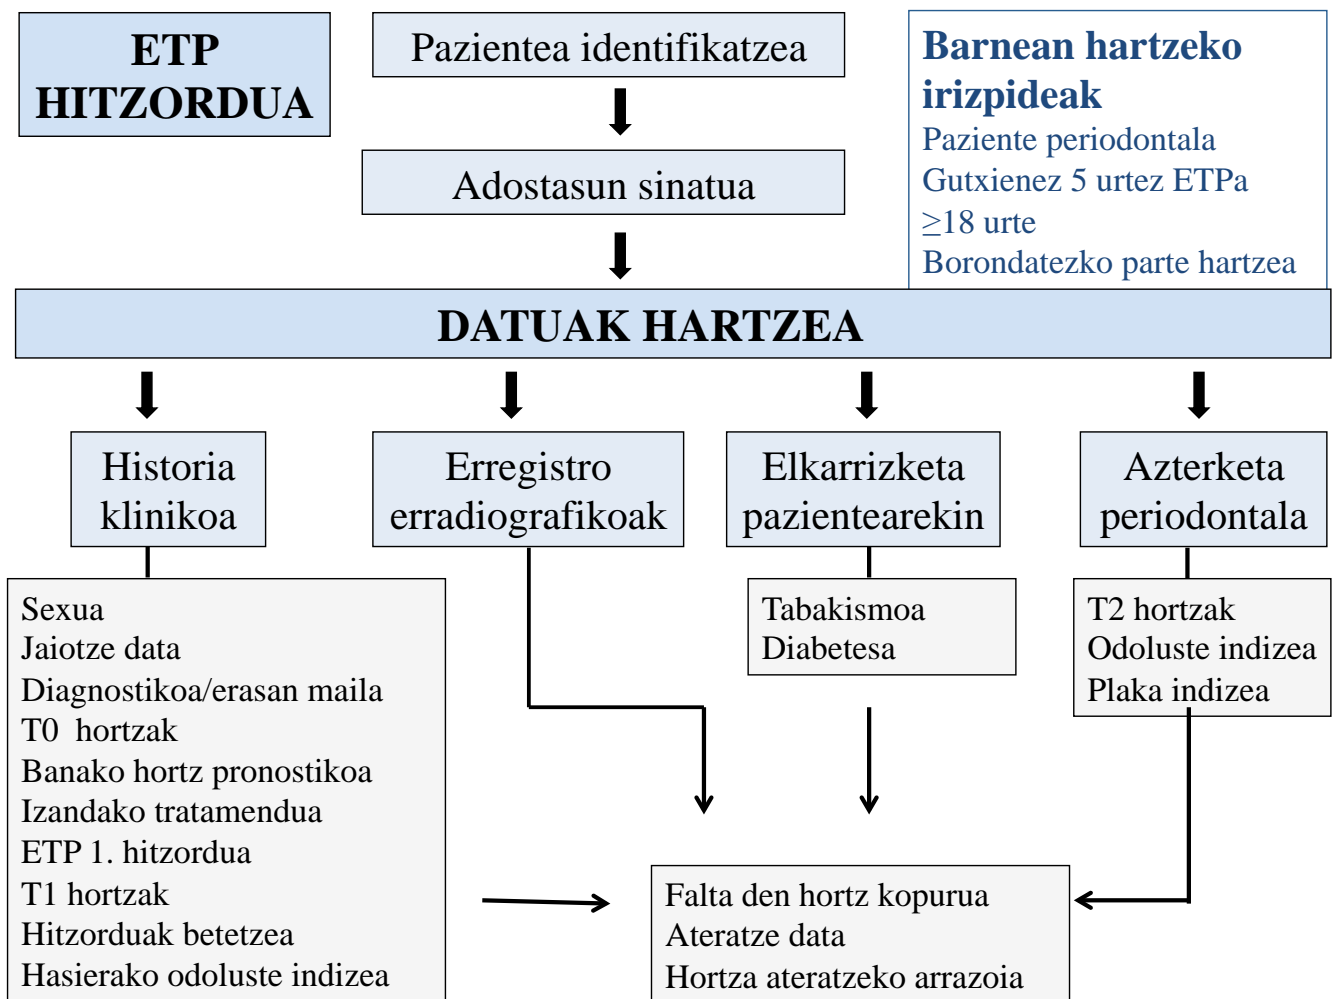 ETP
HITZORDUA
Pazientea identifikatzea
Adostasun sinatua
Barnean hartzeko
irizpideak
Paziente periodontala
Gutxienez 5 urtez ETPa
≥18 urte
Borondatezko parte hartzea
DATUAK HARTZEA
Historia
klinikoa
Erregistro
erradiografikoak
Elkarrizketa
pazientearekin
Azterketa
periodontala
Sexua
Jaiotze data
Diagnostikoa/erasan maila
T0 hortzak
Banako hortz pronostikoa
Izandako tratamendua
ETP 1. hitzordua
T1 hortzak
Hitzorduak betetzea
Hasierako odoluste indizea
Tabakismoa
Diabetesa
T2 hortzak
Odoluste indizea
Plaka indizea
Falta den hortz kopurua
Ateratze data
Hortza ateratzeko arrazoia